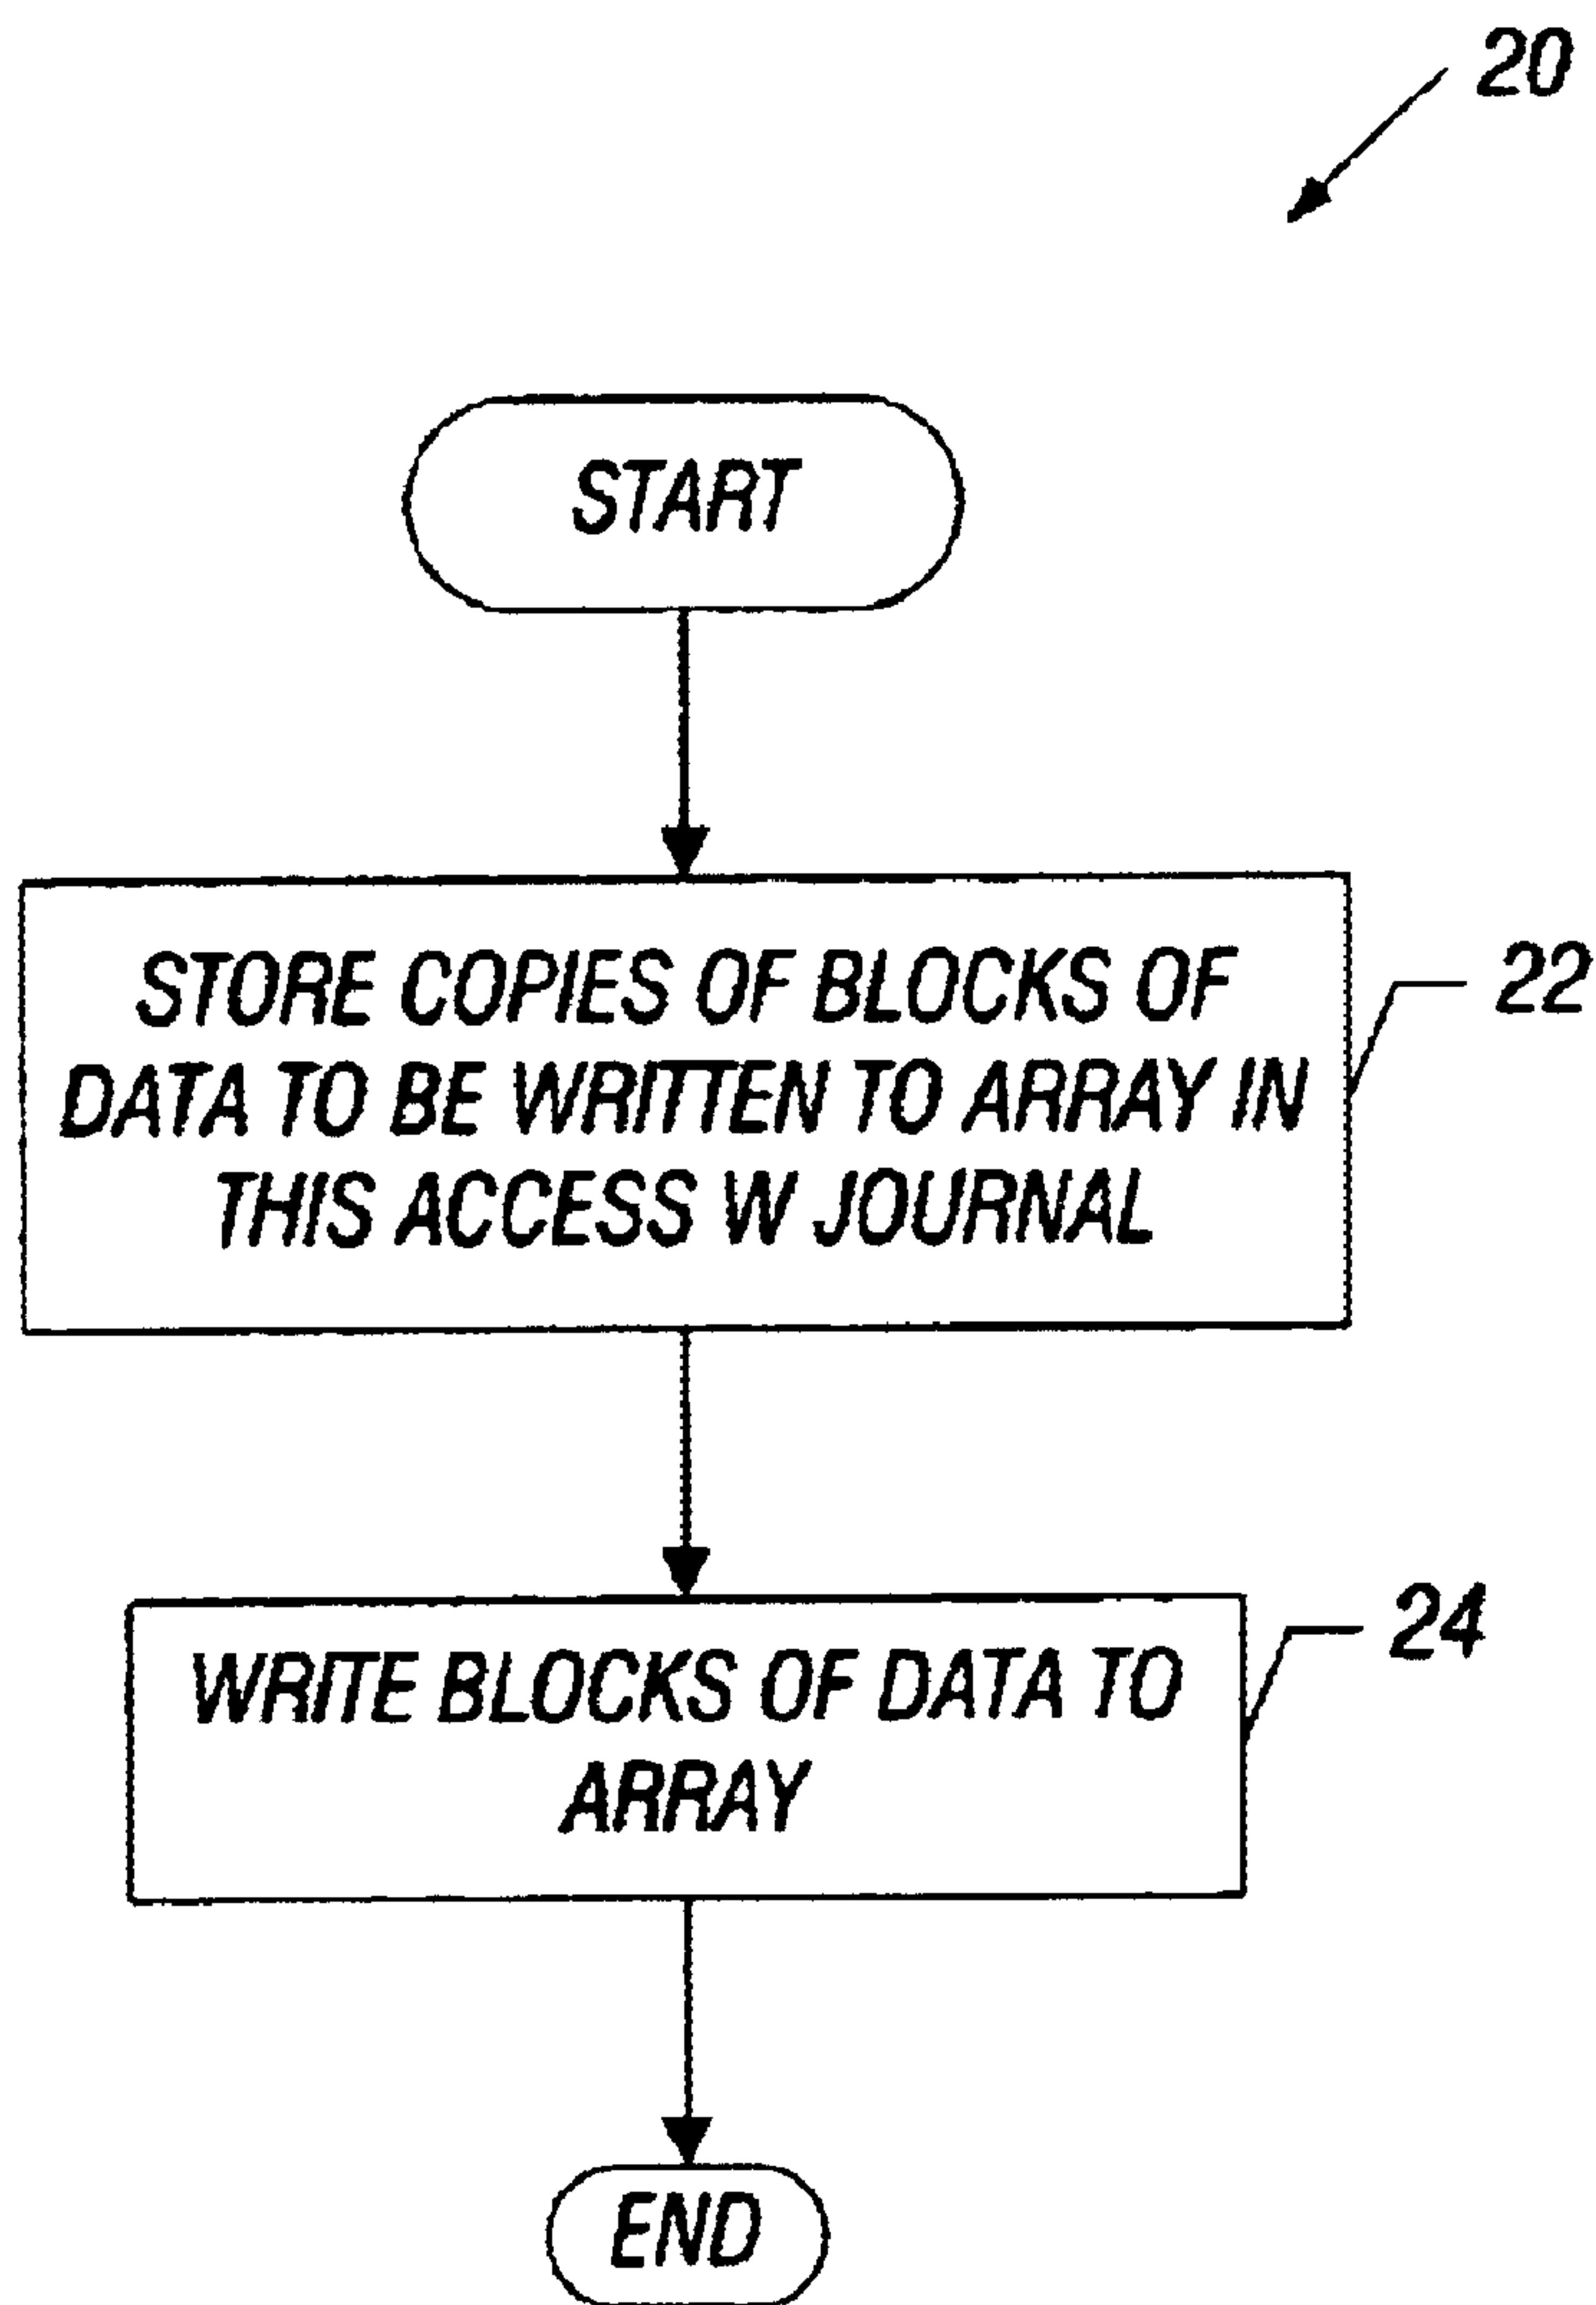 20
START
STORE COPIES OF BLOCKS OF
DATA TO BE WRITTEN TO ARRAY IN
THIS ACCESS W JOURNAL
22
WRITE BLOCKS OF DATA TO
ARRAY
24
END